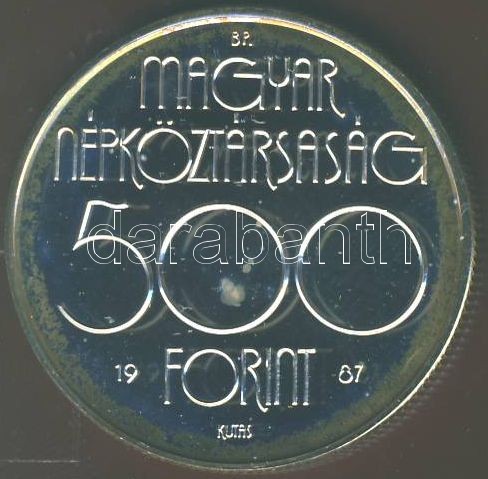 BP.
MAGYAR
NÉPKÖZTÁRSASÁG
500
darabanth
19 FORINT 87
KUTAS